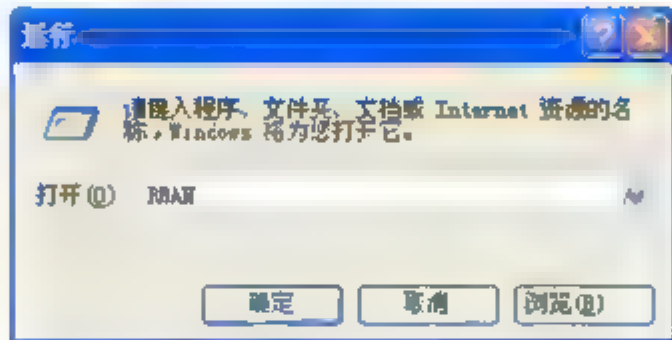 运行
请键入程序、文件夹、文档或 Internet 资源的名
称，Windows 将为您打开它。
打开(O) RMAN
确定 取消 浏览(B)